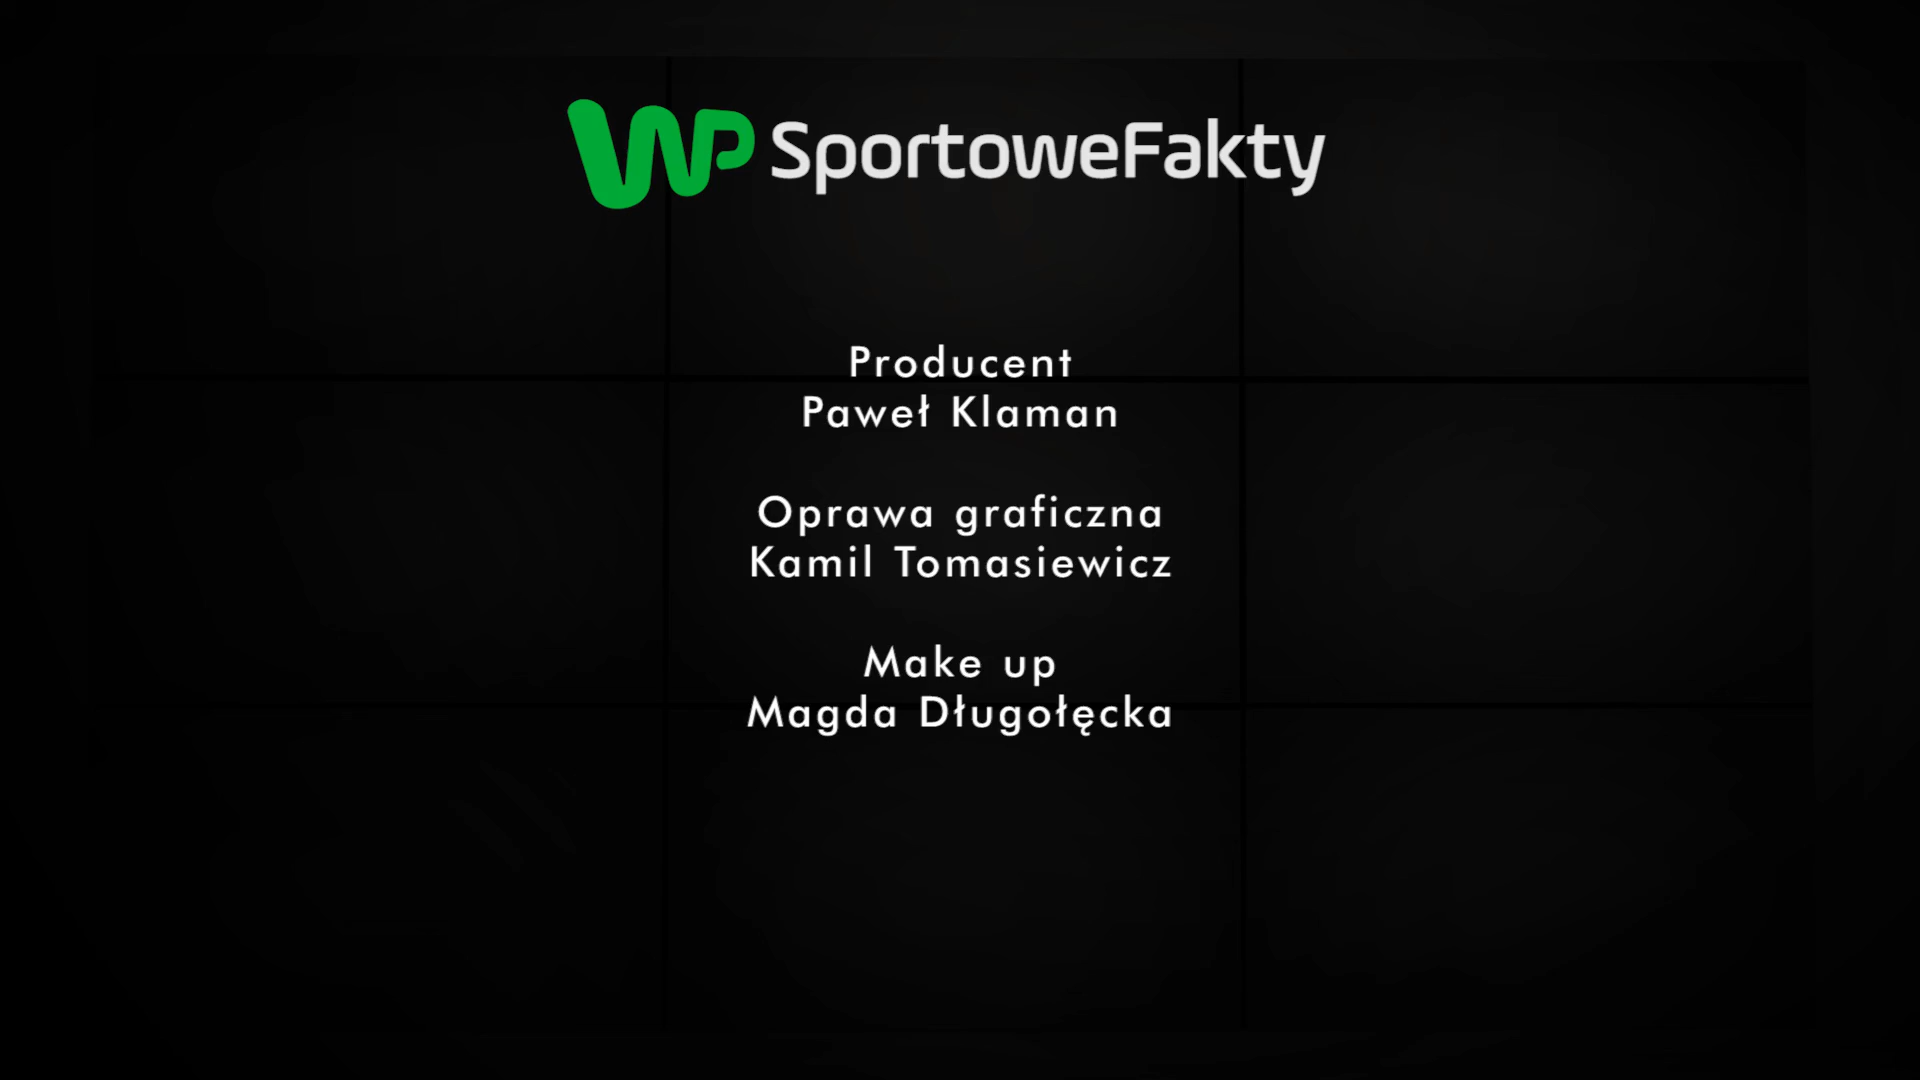 WP SportoweFakty
Producent
Paweł Klaman
Oprawa graficzna
Kamil Tomasiewicz
Make up
Magda Długołęcka